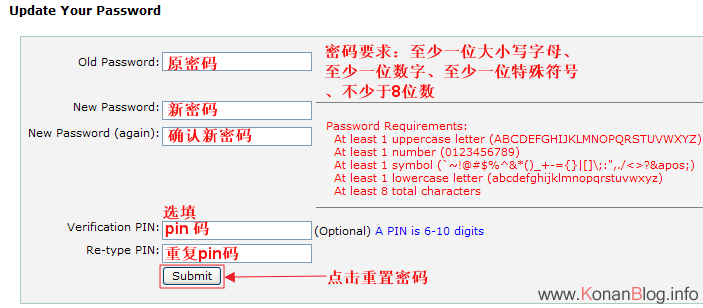 Update Your Password
Old Password: 原密码
密码要求：至少一位大小写字母、
至少一位数字、至少一位特殊符号
、不少于8位数
New Password: 新密码
New Password (again): 确认新密码
Password Requirements:
At least 1 uppercase letter (ABCDEFGHIJKLMNOPQRSTUVWXYZ)
At least 1 number (0123456789)
At least 1 symbol (`~!@#$%^&*()_+-={}|[]\;:",./<>?&apos;)
At least 1 lowercase letter (abcdefghijklmnopqrstuvwxyz)
At least 8 total characters
选填
Verification PIN: pin 码 (Optional) A PIN is 6-10 digits
Re-type PIN: 重复pin码
Submit 点击重置密码
www.KonanBlog.info